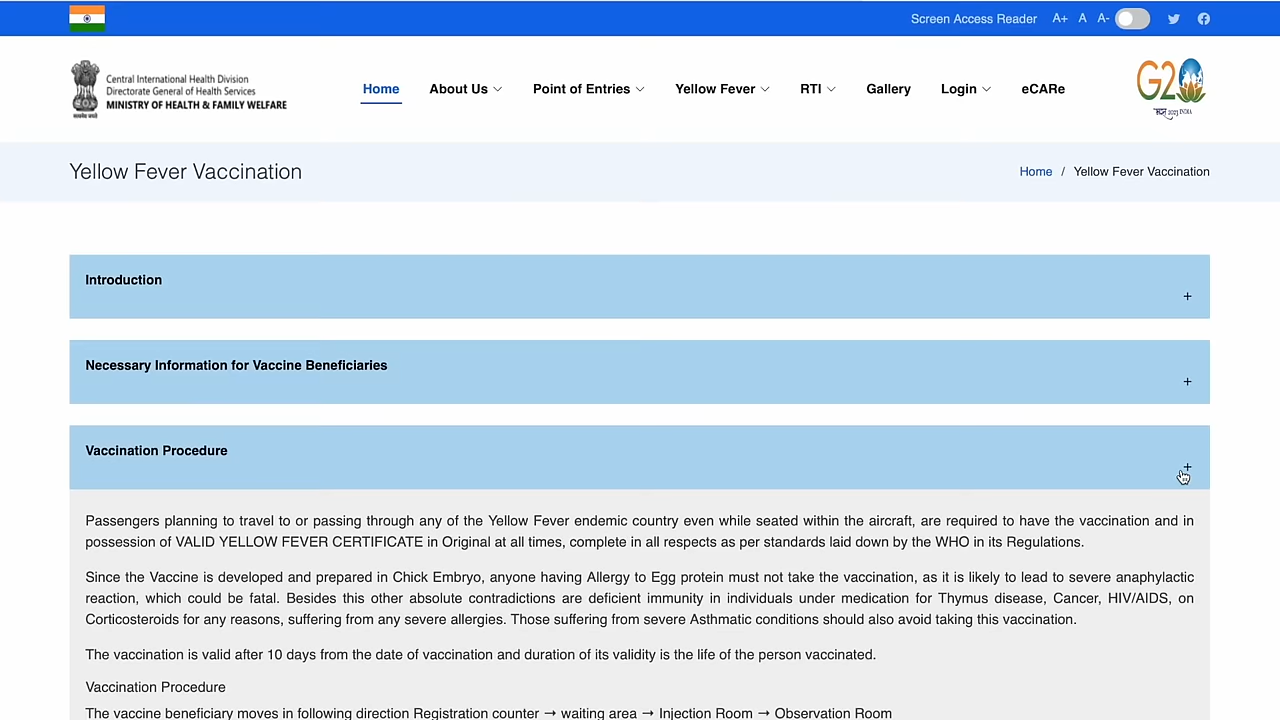 Screen Access Reader A+ A A-
Central International Health Division
Directorate General of Health Services
MINISTRY OF HEALTH & FAMILY WELFARE
Home About Us Point of Entries Yellow Fever RTI Gallery Login eCARe
G20
2023 INDIA
Yellow Fever Vaccination
Home / Yellow Fever Vaccination
Introduction
+
Necessary Information for Vaccine Beneficiaries
+
Vaccination Procedure
+
Passengers planning to travel to or passing through any of the Yellow Fever endemic country even while seated within the aircraft, are required to have the vaccination and in
possession of VALID YELLOW FEVER CERTIFICATE in Original at all times, complete in all respects as per standards laid down by the WHO in its Regulations.
Since the Vaccine is developed and prepared in Chick Embryo, anyone having Allergy to Egg protein must not take the vaccination, as it is likely to lead to severe anaphylactic
reaction, which could be fatal. Besides this other absolute contradictions are deficient immunity in individuals under medication for Thymus disease, Cancer, HIV/AIDS, on
Corticosteroids for any reasons, suffering from any severe allergies. Those suffering from severe Asthmatic conditions should also avoid taking this vaccination.
The vaccination is valid after 10 days from the date of vaccination and duration of its validity is the life of the person vaccinated.
Vaccination Procedure
The vaccine beneficiary moves in following direction Registration counter → waiting area → Injection Room → Observation Room